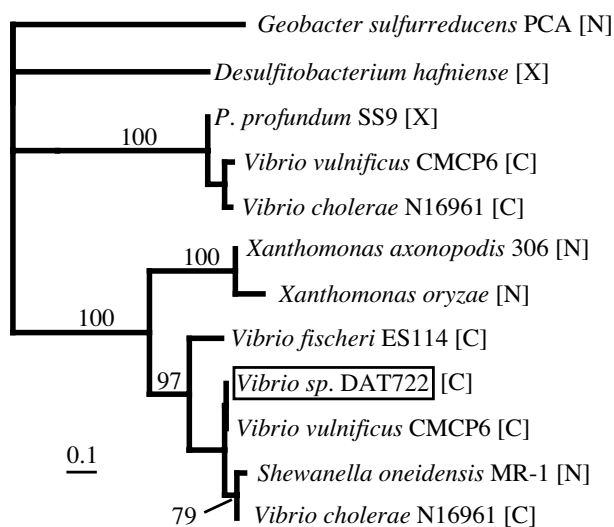 Geobacter sulfurreducens PCA [N]
Desulfitobacterium hafniense [X]
P. profundum SS9 [X]
100
Vibrio vulnificus CMCP6 [C]
Vibrio cholerae N16961 [C]
Xanthomonas axonopodis 306 [N]
100
Xanthomonas oryzae [N]
100
Vibrio fischeri ES114 [C]
97
Vibrio sp. DAT722 [C]
Vibrio vulnificus CMCP6 [C]
0.1
Shewanella oneidensis MR-1 [N]
79
Vibrio cholerae N16961 [C]